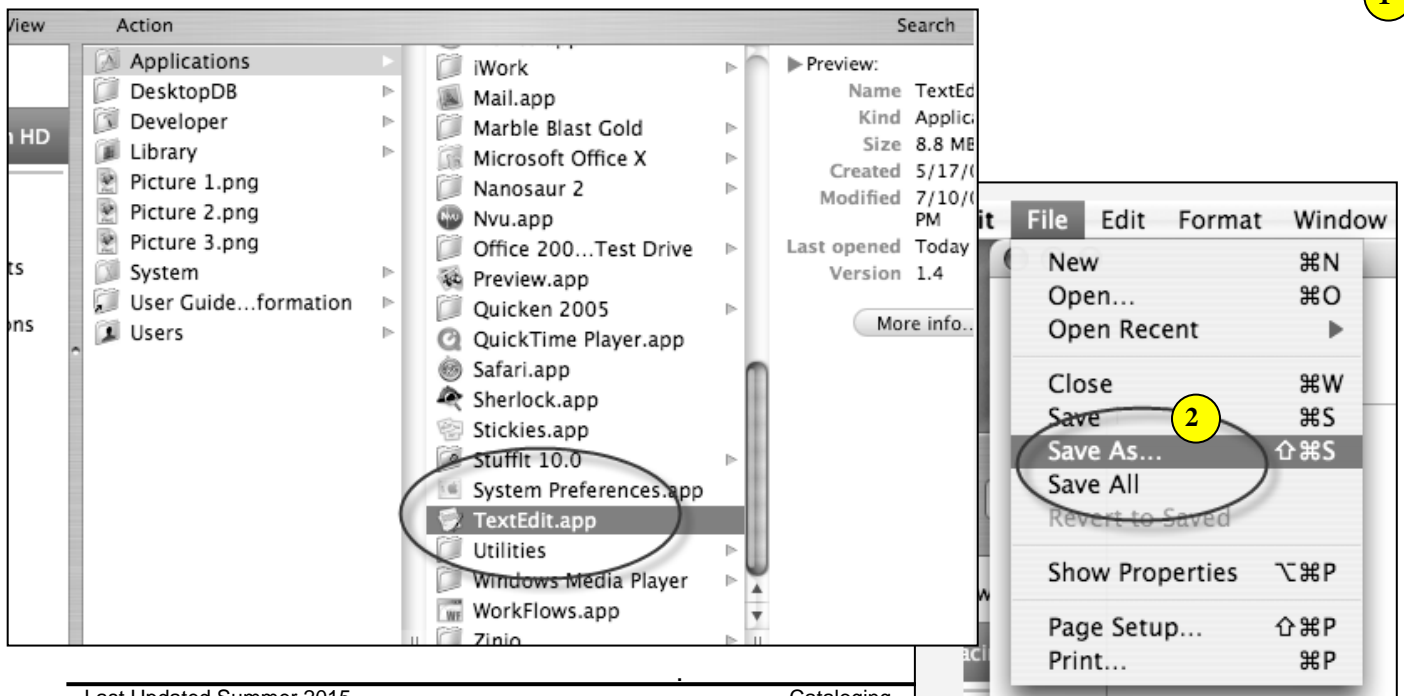 1
View Action Search
Applications
DesktopDB
Developer
Library
Picture 1.png
Picture 2.png
Picture 3.png
System
User Guide...formation
Users
HD
ts
ons
iWork
Mail.app
Marble Blast Gold
Microsoft Office X
Nanosaur 2
Nvu.app
Office 200...Test Drive
Preview.app
Quicken 2005
QuickTime Player.app
Safari.app
Sherlock.app
Stickies.app
StuffIt 10.0
System Preferences.app
TextEdit.app
Utilities
Windows Media Player
WorkFlows.app
Zinio
Preview:
Name TextEd
Kind Applica
Size 8.8 MB
Created 5/17/0
Modified 7/10/0
PM
Last opened Today
Version 1.4
More info..
it File Edit Format Window
New ⌘N
Open... ⌘O
Open Recent
Close ⌘W
Save ⌘S
2
Save As... ⇧⌘S
Save All
Revert to Saved
Show Properties ⌥⌘P
Page Setup... ⇧⌘P
Print... ⌘P
Last Updated Summer 2015 . Cataloging